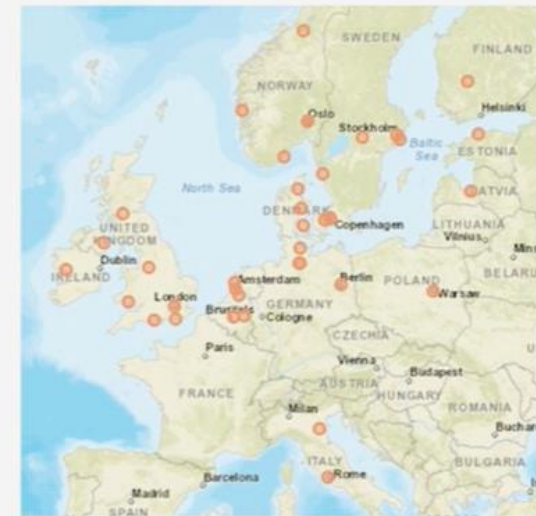 SWEDEN
FINLAND
NORWAY
Oslo
Helsinki
Stockholm
Baltic
Sea
ESTONIA
North Sea
LATVIA
DENMARK
Copenhagen
LITHUANIA
Vilnius
UNITED
KINGDOM
Dublin
IRELAND
BELARU
Amsterdam
Berlin
POLAND
Warsaw
London
Brussels
GERMANY
Cologne
Paris
CZECHIA
Vienna
Budapest
AUSTRIA
HUNGARY
FRANCE
Milan
ROMANIA
Buchar
ITALY
Rome
BULGARIA
Barcelona
Madrid
SPAIN